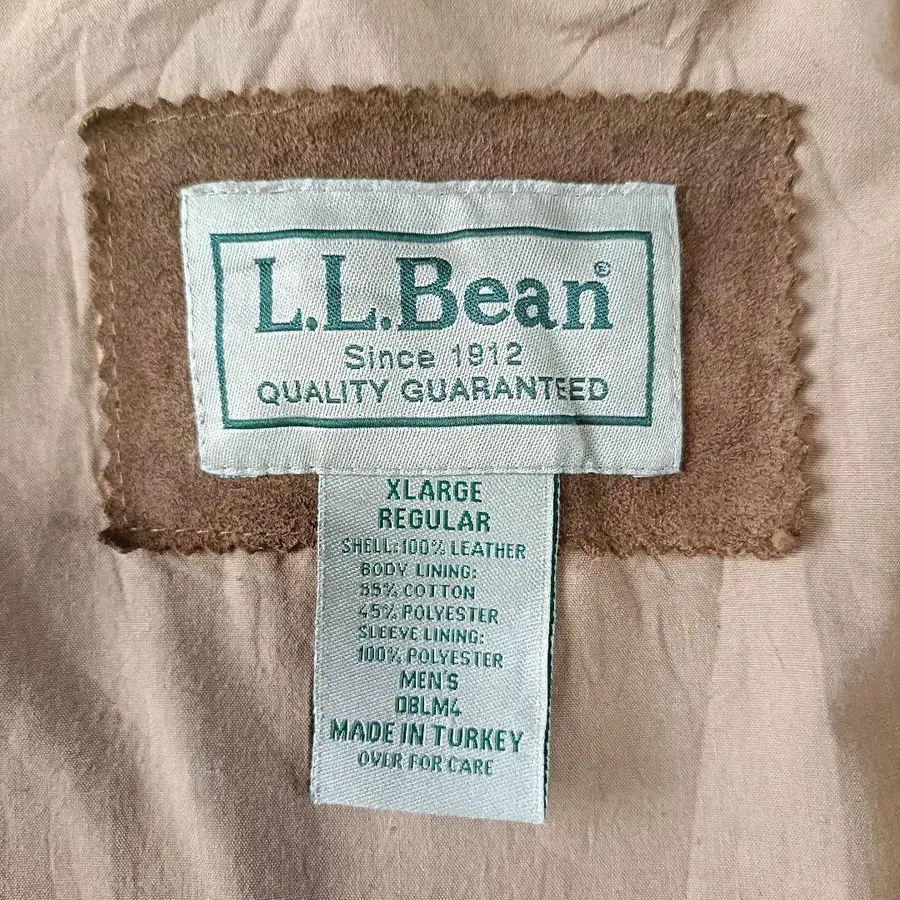 L.L.Bean®
Since 1912
QUALITY GUARANTEED
XLARGE
REGULAR
SHELL: 100% LEATHER
BODY LINING:
55% COTTON
45% POLYESTER
SLEEVE LINING:
100% POLYESTER
MEN'S
0BLM4
MADE IN TURKEY
OVER FOR CARE